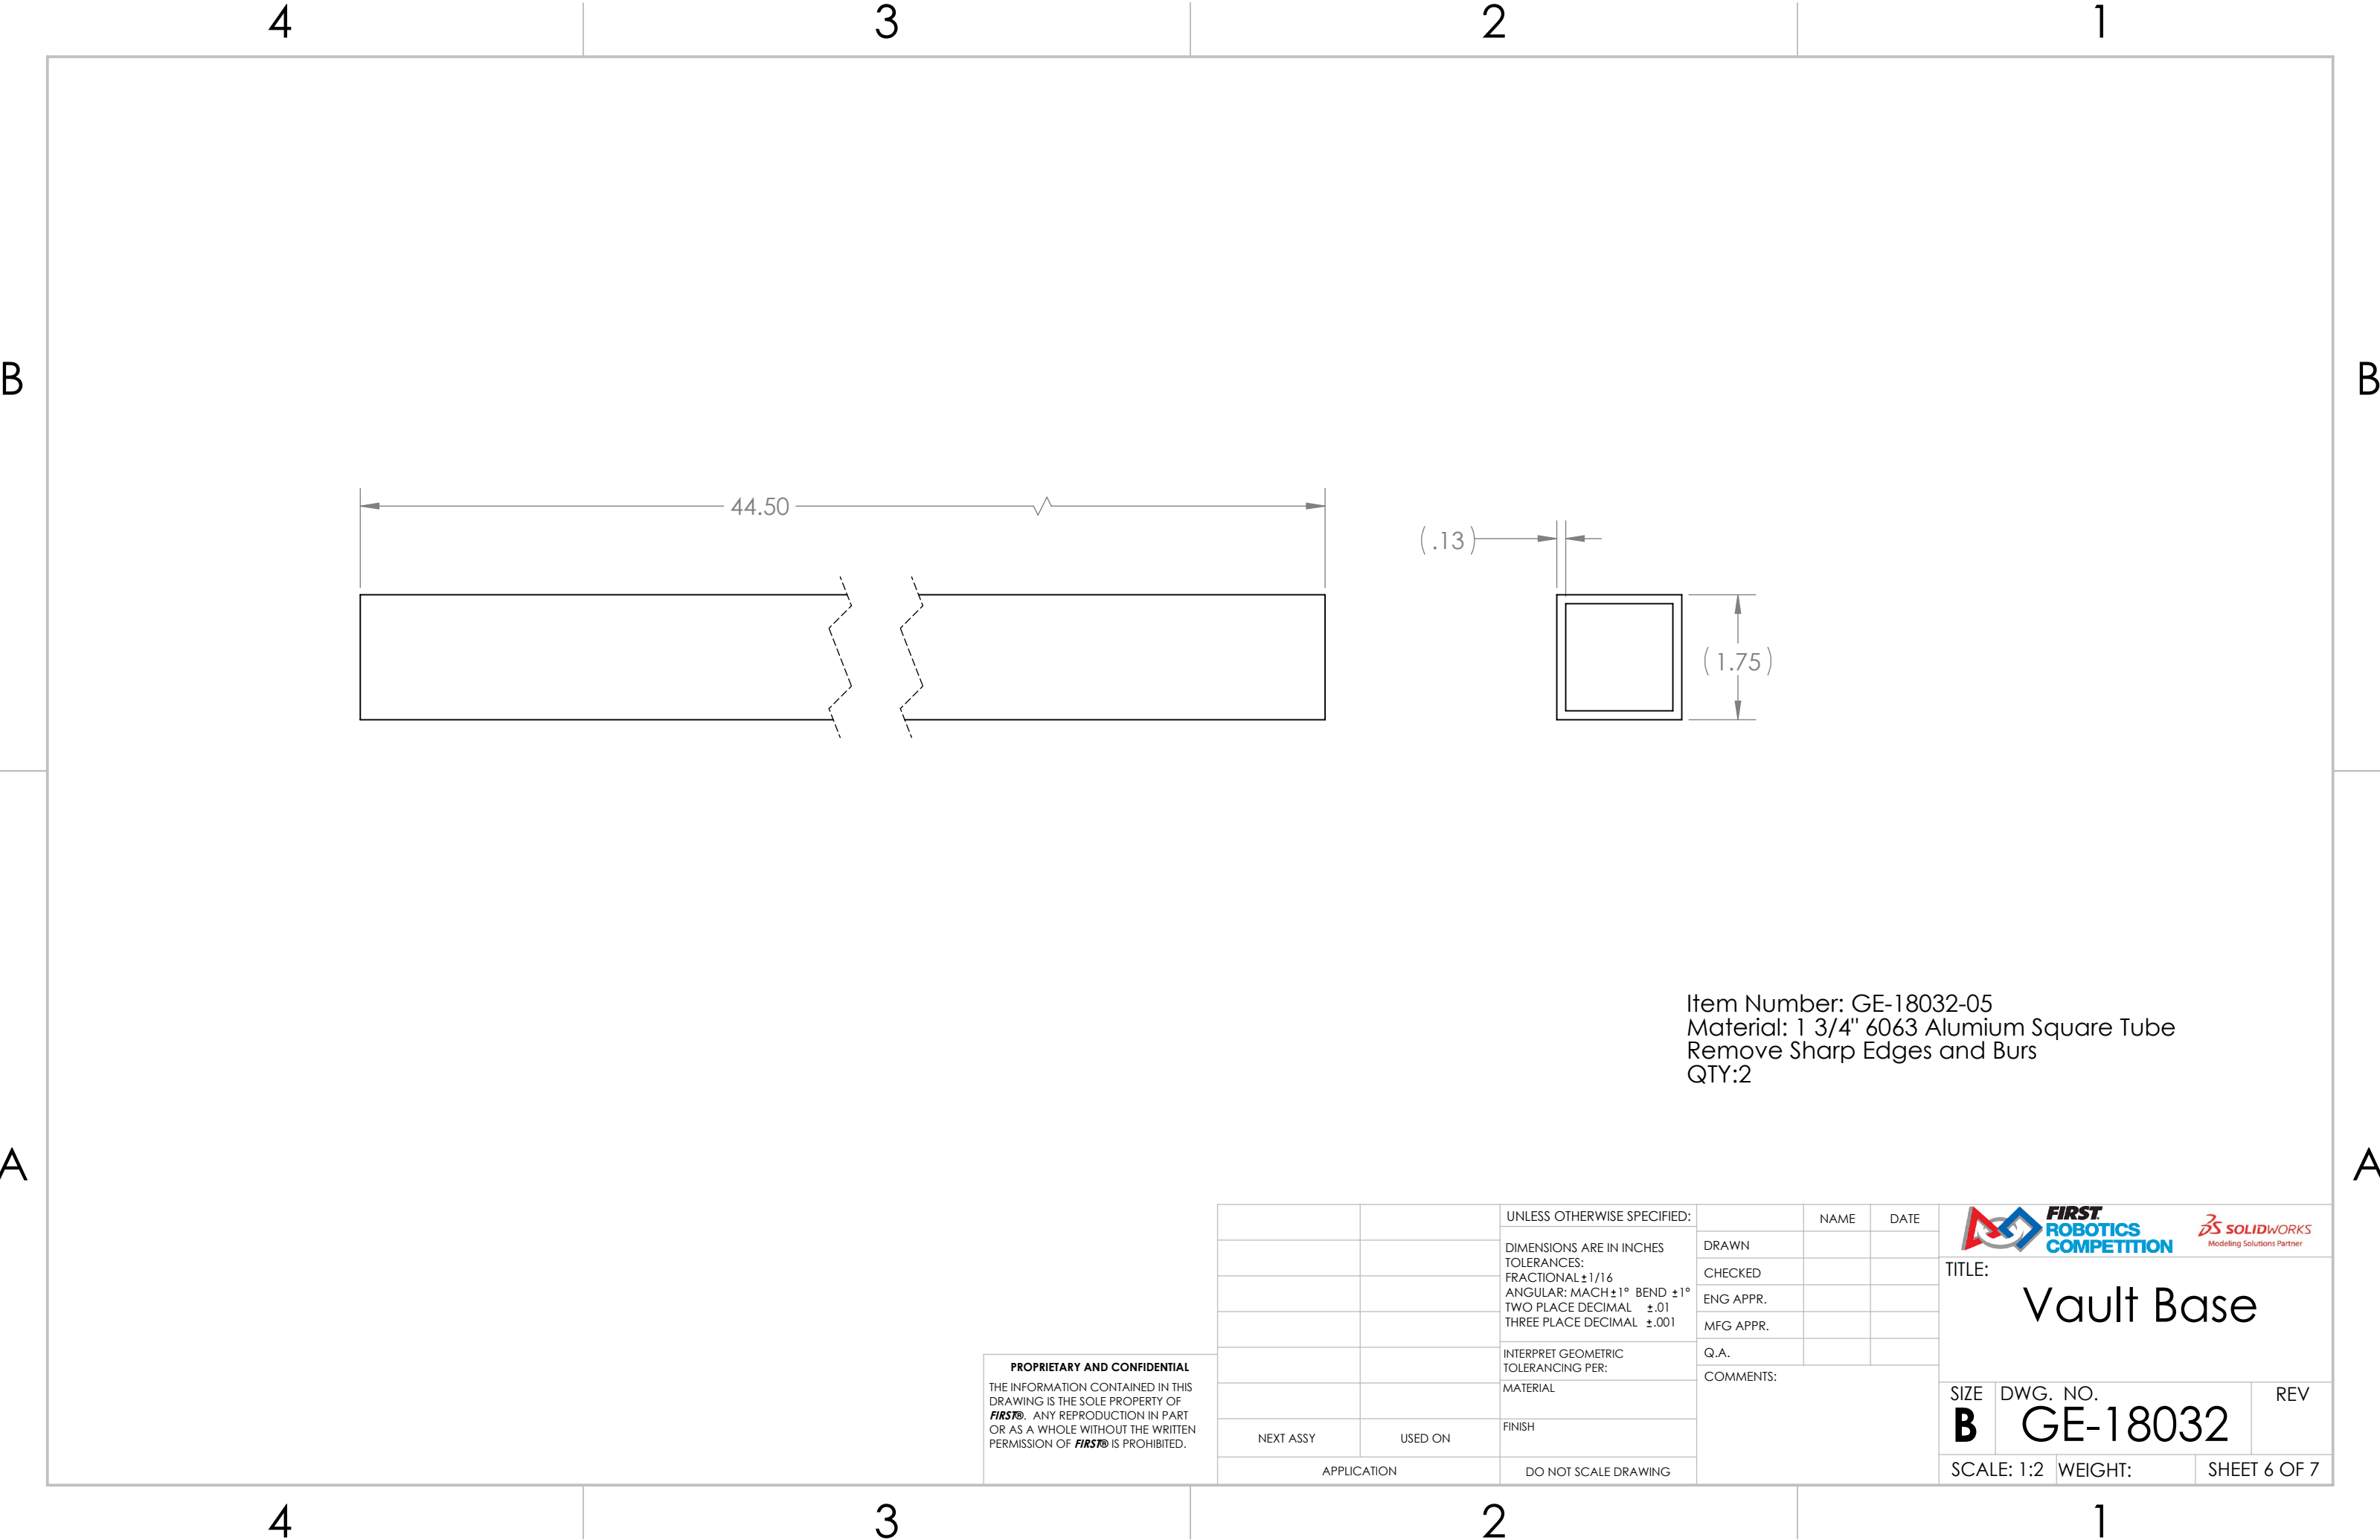 4 3 2 1
B B
44.50
( .13 )
( 1.75 )
Item Number: GE-18032-05
Material: 1 3/4" 6063 Alumium Square Tube
Remove Sharp Edges and Burs
QTY:2
A A
PROPRIETARY AND CONFIDENTIAL
THE INFORMATION CONTAINED IN THIS
DRAWING IS THE SOLE PROPERTY OF
FIRST®. ANY REPRODUCTION IN PART
OR AS A WHOLE WITHOUT THE WRITTEN
PERMISSION OF FIRST® IS PROHIBITED.
NEXT ASSY USED ON
APPLICATION
UNLESS OTHERWISE SPECIFIED:
DIMENSIONS ARE IN INCHES
TOLERANCES:
FRACTIONAL ±1/16
ANGULAR: MACH ±1° BEND ±1°
TWO PLACE DECIMAL ±.01
THREE PLACE DECIMAL ±.001
INTERPRET GEOMETRIC
TOLERANCING PER:
MATERIAL
FINISH
DO NOT SCALE DRAWING
NAME DATE
DRAWN
CHECKED
ENG APPR.
MFG APPR.
Q.A.
COMMENTS:
FIRST.
ROBOTICS
COMPETITION
SOLIDWORKS
Modeling Solutions Partner
TITLE:
Vault Base
SIZE DWG. NO. REV
B GE-18032
SCALE: 1:2 WEIGHT: SHEET 6 OF 7
4 3 2 1